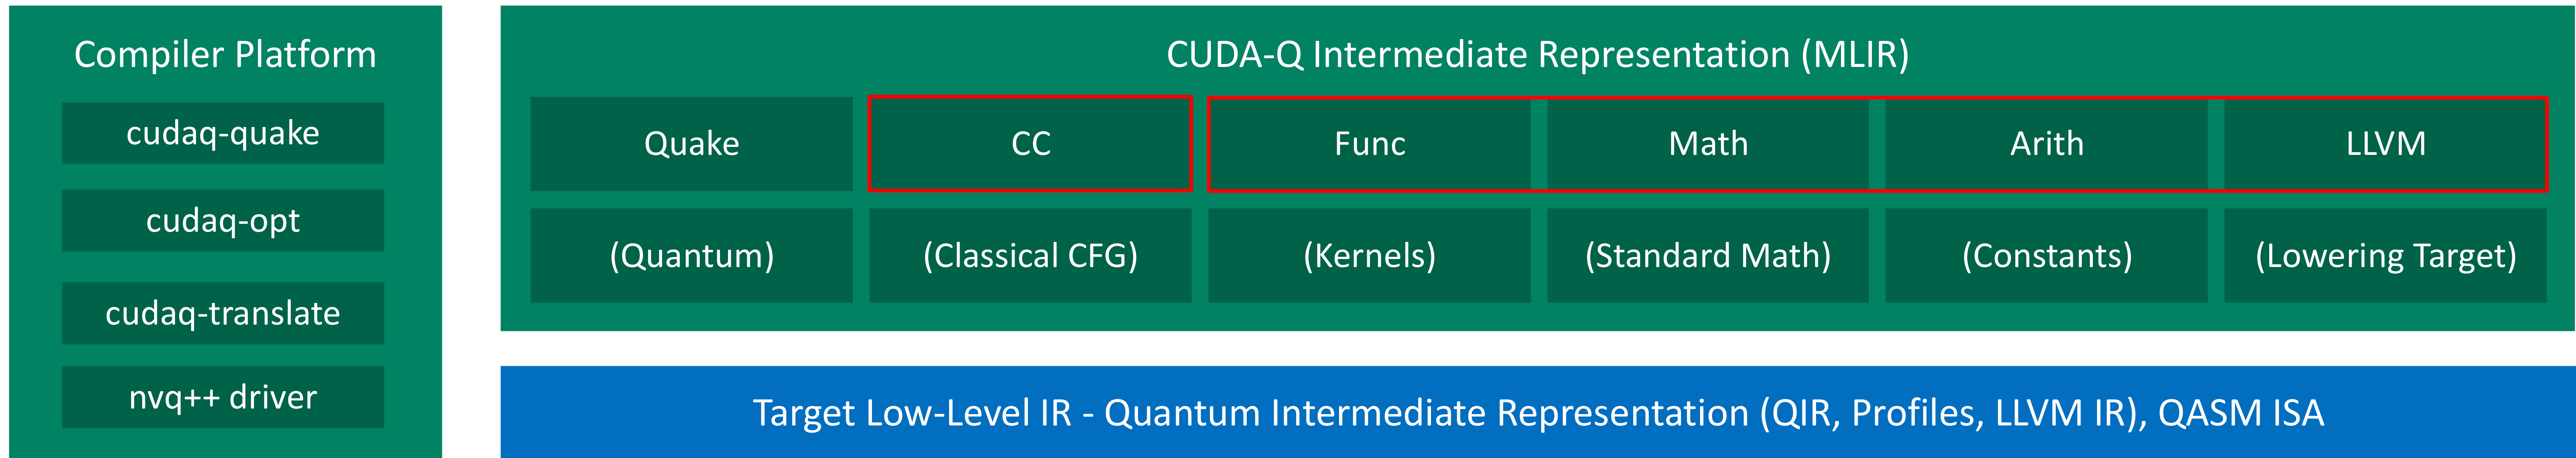 Compiler Platform
cudaq-quake
cudaq-opt
cudaq-translate
nvq++ driver
CUDA-Q Intermediate Representation (MLIR)
Quake
CC
Func
Math
Arith
LLVM
(Quantum)
(Classical CFG)
(Kernels)
(Standard Math)
(Constants)
(Lowering Target)
Target Low-Level IR - Quantum Intermediate Representation (QIR, Profiles, LLVM IR), QASM ISA